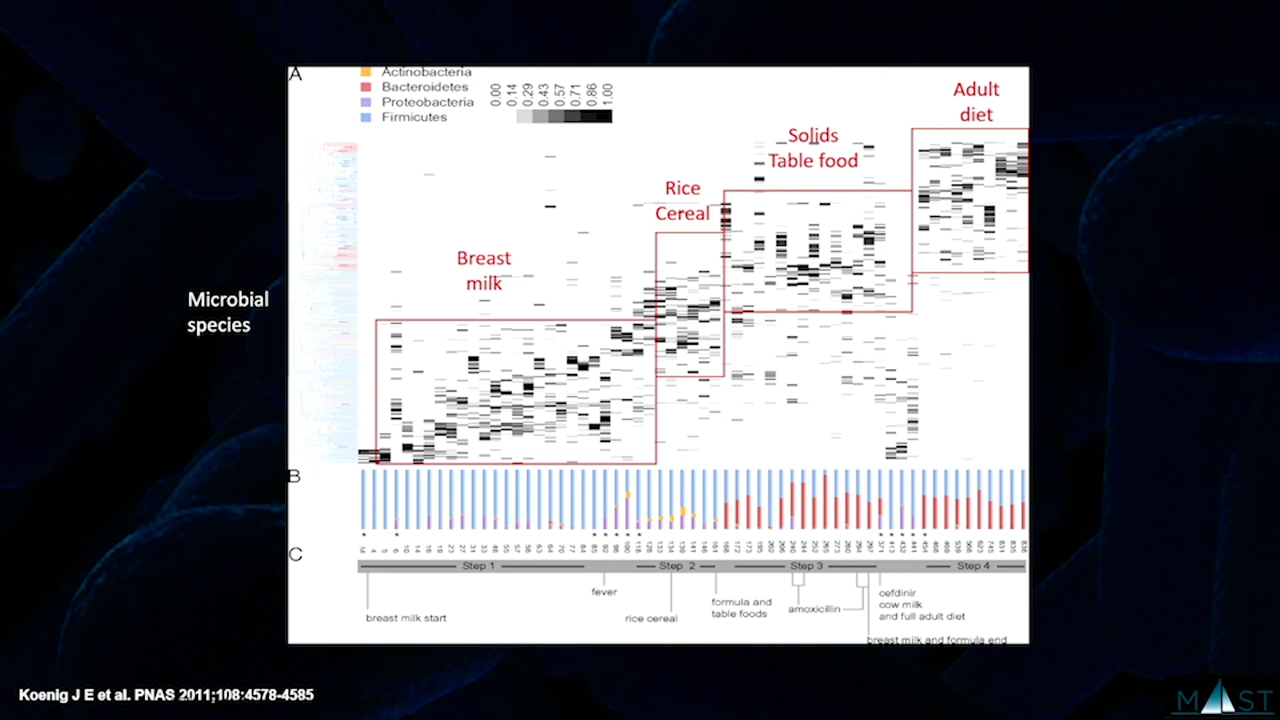 A
Actinobacteria
Bacteroidetes
Proteobacteria
Firmicutes
0.00
0.14
0.29
0.43
0.57
0.71
0.86
1.00
Adult
diet
Solids
Table food
Rice
Cereal
Breast
milk
Microbial
species
B
C
Step 1
Step 2
Step 3
Step 4
breast milk start
fever
rice cereal
formula and
table foods
amoxicillin
cefdinir
cow milk
and full adult diet
breast milk and formula end
Koenig J E et al. PNAS 2011;108:4578-4585
MAST